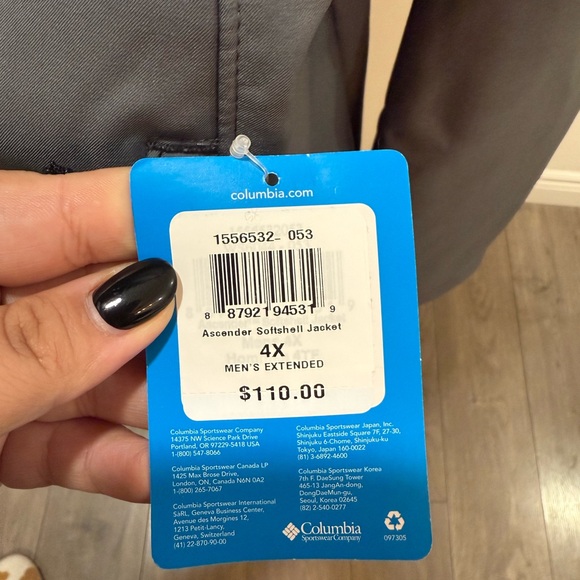 columbia.com
1556532- 053
8 87921 94531 9
Ascender Softshell Jacket
4X
MEN'S EXTENDED
$110.00
Columbia Sportswear Company
14375 NW Science Park Drive
Portland, OR 97229-5418 USA
1-(800) 547-8066
Columbia Sportswear Canada LP
1425 Max Brose Drive,
London, ON, Canada N6N 0A2
1-(800) 265-7067
Columbia Sportswear International
SàRL, Geneva Business Center,
Avenue des Morgines 12,
1213 Petit-Lancy,
Geneva, Switzerland
(41) 22-870-90-00
Columbia Sportswear Japan, Inc.
Shinjuku Eastside Square 7F, 27-30,
Shinjuku 6-Chome, Shinjuku-ku
Tokyo, Japan 160-0022
(81) 3-6892-4600
Columbia Sportswear Korea
7th F. DaeSung Tower
465-13 JangAn-dong,
DongDaeMun-gu,
Seoul, Korea 02645
(82) 2-540-0277
Columbia
Sportswear Company
097305